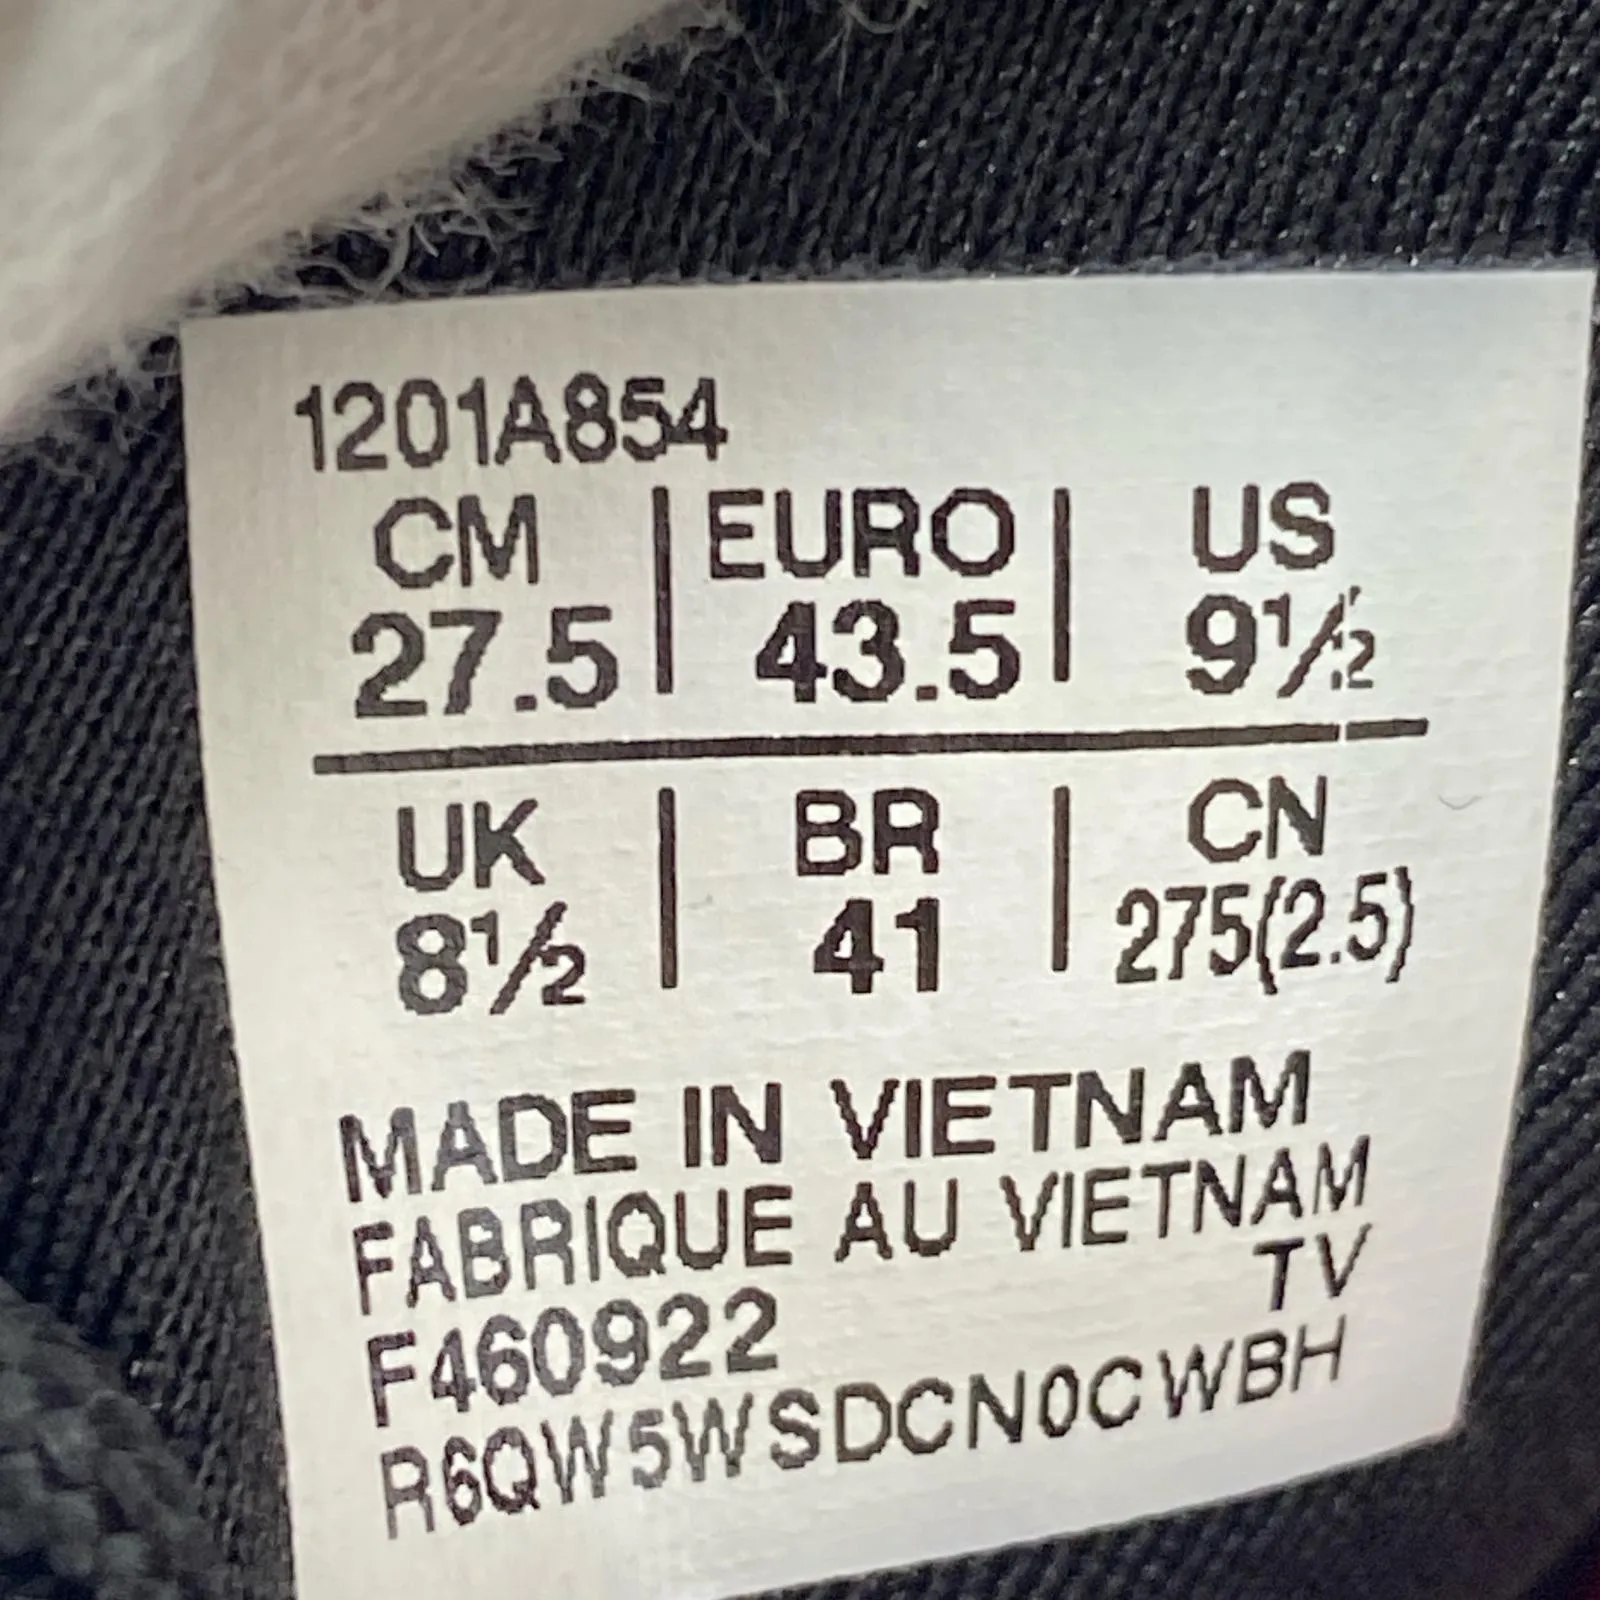 1201A854
CM | EURO | US
27.5 | 43.5 | 9½
UK | BR | CN
8½ | 41 | 275(2.5)
MADE IN VIETNAM
FABRIQUE AU VIETNAM
TV
F460922
R6QW5WSDCN0CWBH